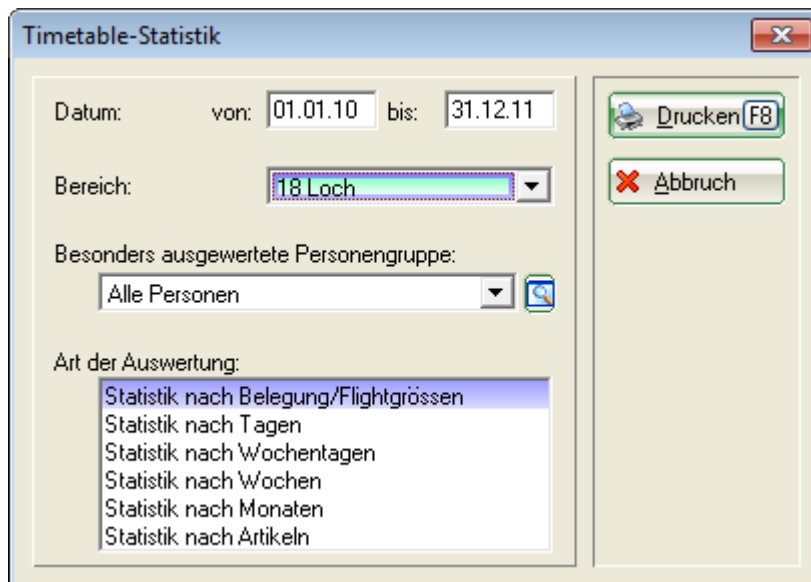 Timetable-Statistik
Datum: von: 01.01.10 bis: 31.12.11
Drucken F8
Bereich: 18 Loch
Abbruch
Besonders ausgewertete Personengruppe:
Alle Personen
Art der Auswertung:
Statistik nach Belegung/Flightgrössen
Statistik nach Tagen
Statistik nach Wochentagen
Statistik nach Wochen
Statistik nach Monaten
Statistik nach Artikeln